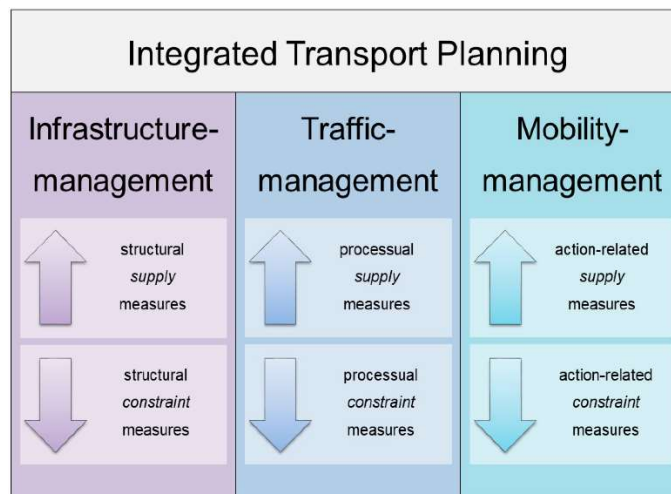 Integrated Transport Planning
Infrastructure-
management
structural
supply
measures
structural
constraint
measures
Traffic-
management
processual
supply
measures
processual
constraint
measures
Mobility-
management
action-related
supply
measures
action-related
constraint
measures